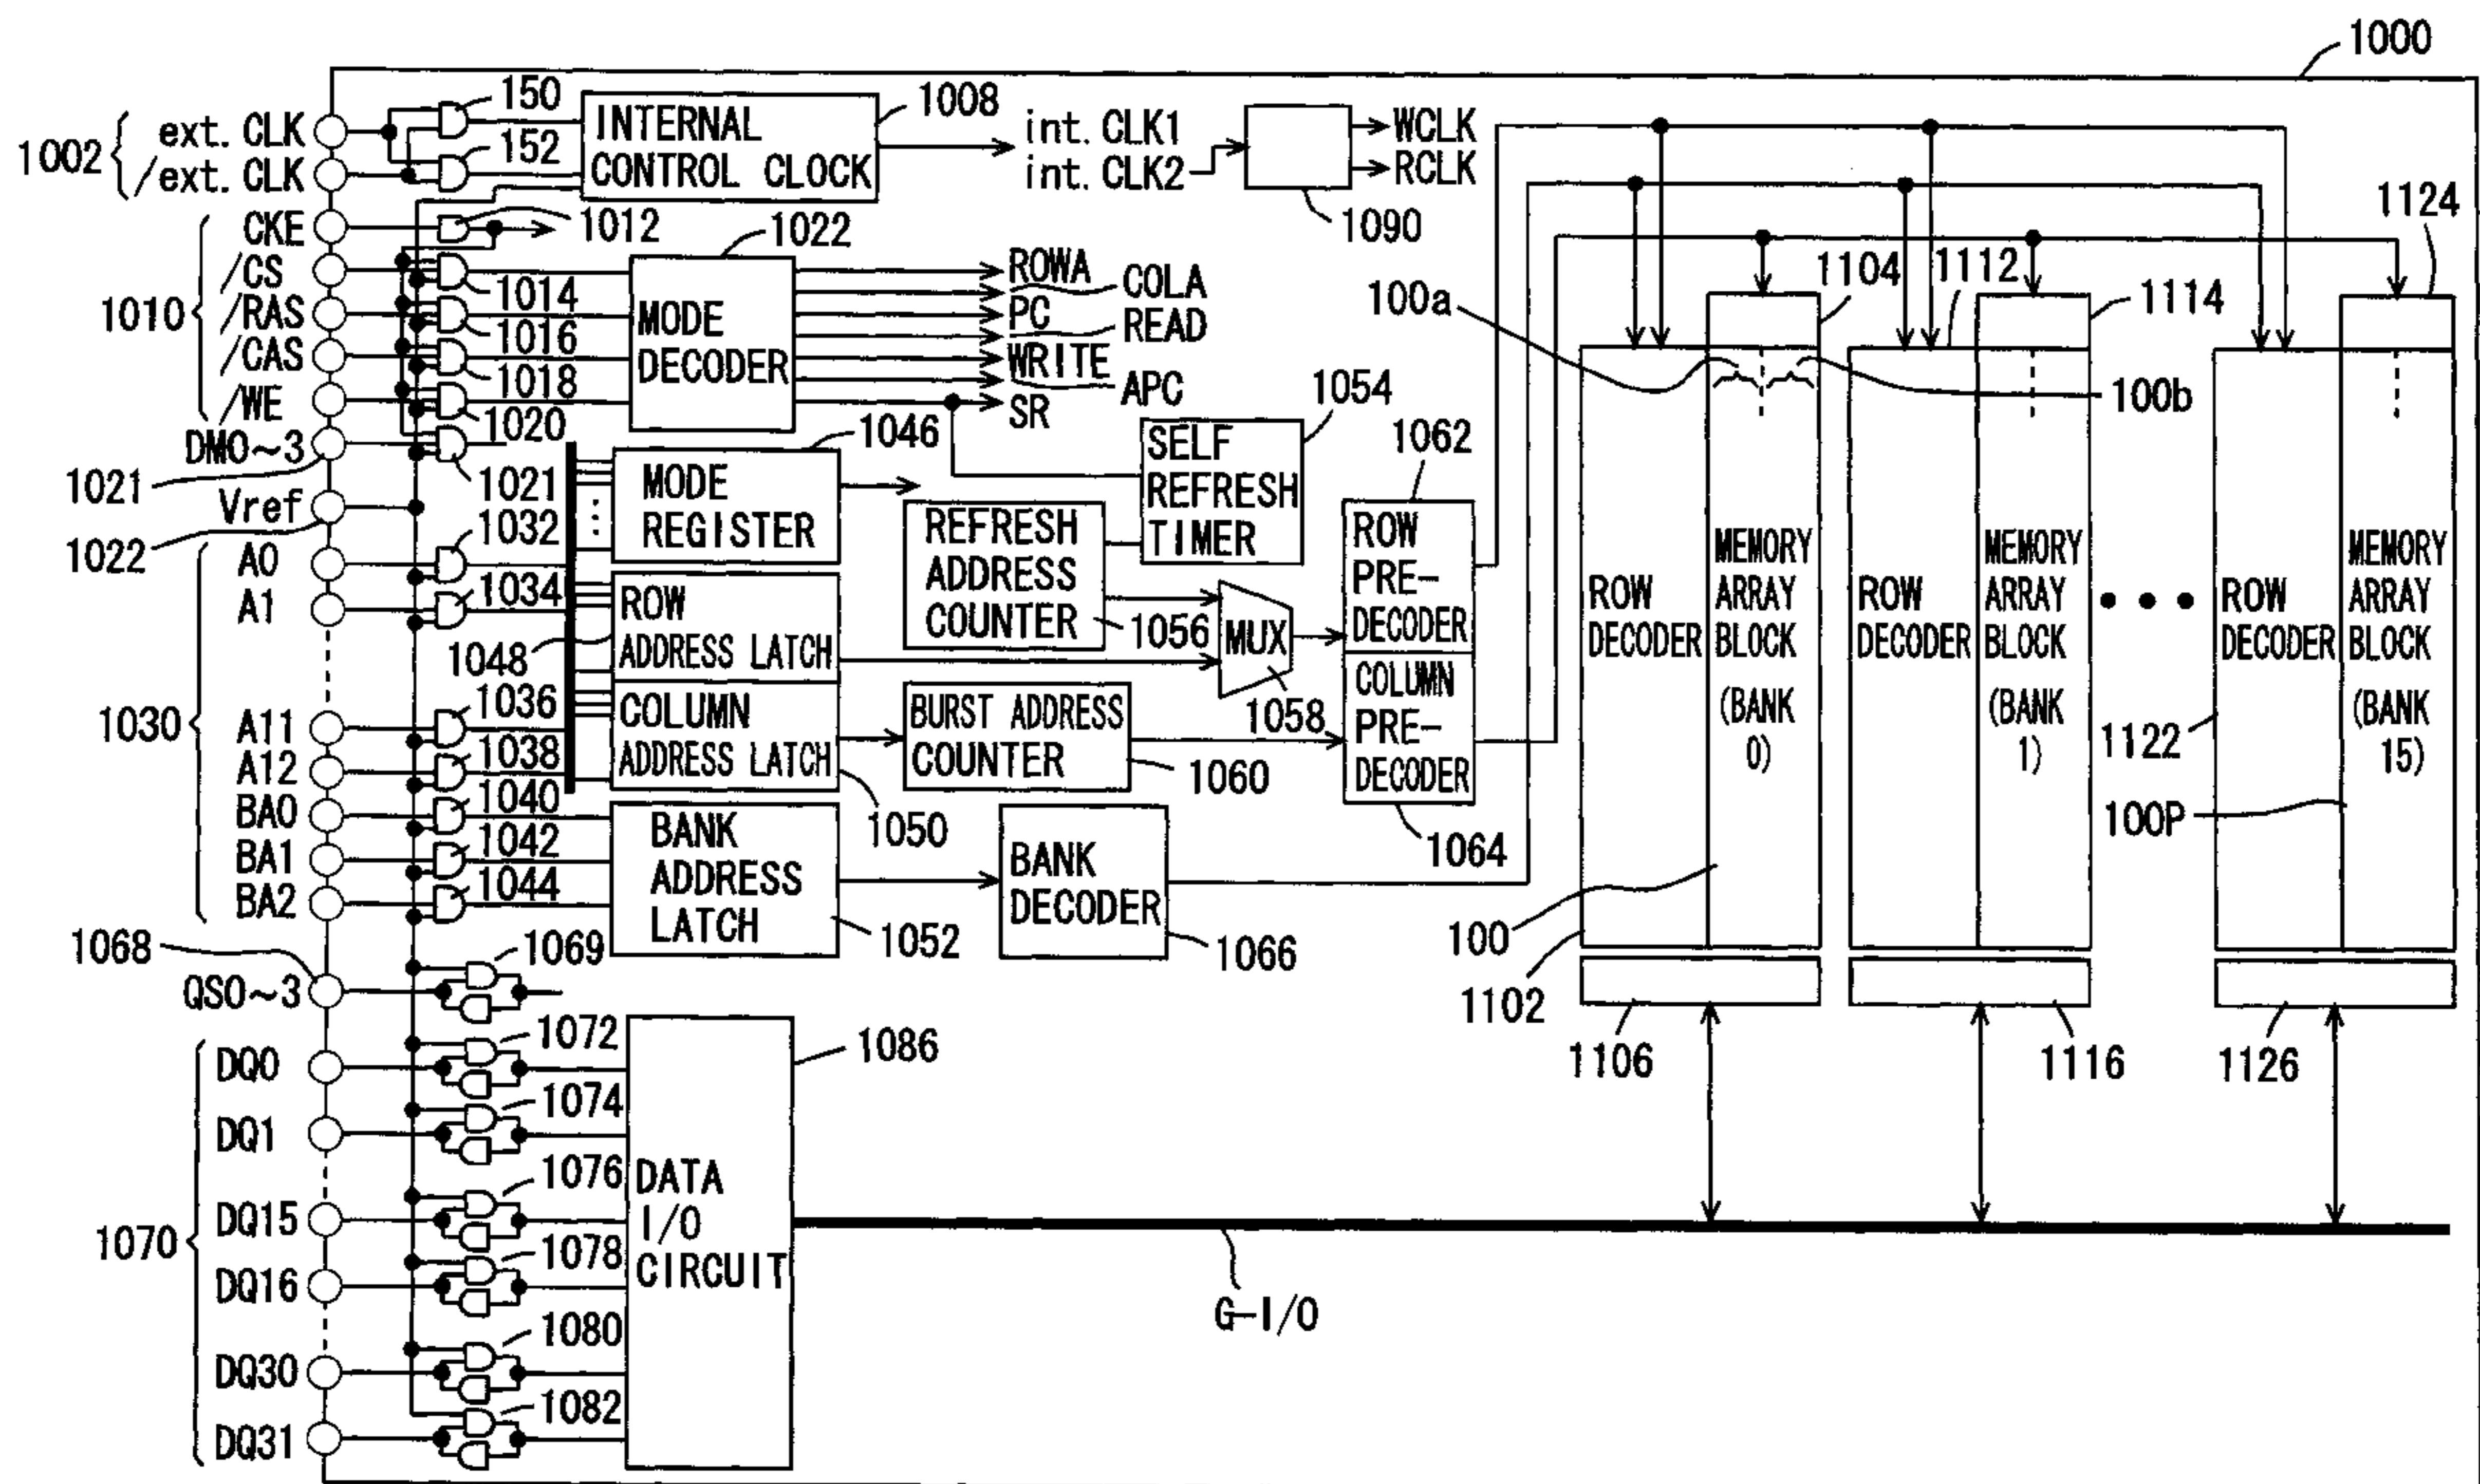 1000
1002
ext. CLK
/ext. CLK
150
152
INTERNAL
CONTROL CLOCK
1008
int. CLK1
int. CLK2
WCLK
RCLK
1090
1010
CKE
/CS
/RAS
/CAS
/WE
DM0~3
1021
Vref
1022
1012
1014
1016
1018
1020
1021
1022
MODE
DECODER
ROWA
COLA
PC
READ
WRITE
APC
SR
1046
MODE
REGISTER
1054
SELF
REFRESH
TIMER
REFRESH
ADDRESS
COUNTER
1056
MUX
1058
1062
ROW
PRE-
DECODER
COLUMN
PRE-
DECODER
1064
1030
A0
A1
A11
A12
BA0
BA1
BA2
1032
1034
1036
1038
1040
1042
1044
1048
ROW
ADDRESS LATCH
COLUMN
ADDRESS LATCH
1050
BURST ADDRESS
COUNTER
1060
BANK
ADDRESS
LATCH
1052
BANK
DECODER
1066
1068
QS0~3
1069
1070
DQ0
DQ1
DQ15
DQ16
DQ30
DQ31
1072
1074
1076
1078
1080
1082
DATA
I/O
CIRCUIT
1086
G-I/O
100a
100b
1104
1112
1114
1124
ROW
DECODER
MEMORY
ARRAY
BLOCK
(BANK
0)
ROW
DECODER
MEMORY
ARRAY
BLOCK
(BANK
1)
ROW
DECODER
MEMORY
ARRAY
BLOCK
(BANK
15)
1122
100P
100
1102
1106
1116
1126